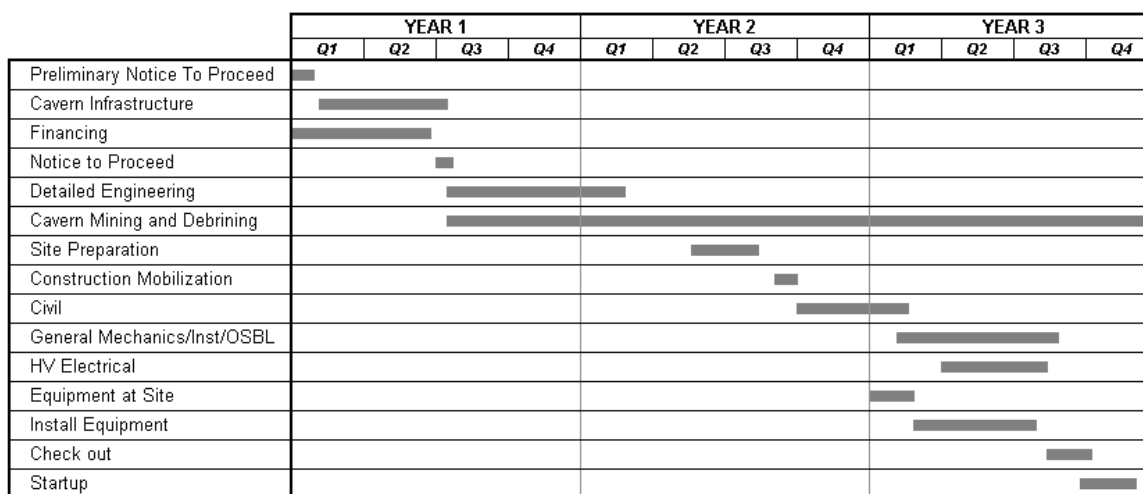 YEAR 1 YEAR 2 YEAR 3
Q1 Q2 Q3 Q4 Q1 Q2 Q3 Q4 Q1 Q2 Q3 Q4
Preliminary Notice To Proceed
Cavern Infrastructure
Financing
Notice to Proceed
Detailed Engineering
Cavern Mining and Debrining
Site Preparation
Construction Mobilization
Civil
General Mechanics/Inst/OSBL
HV Electrical
Equipment at Site
Install Equipment
Check out
Startup